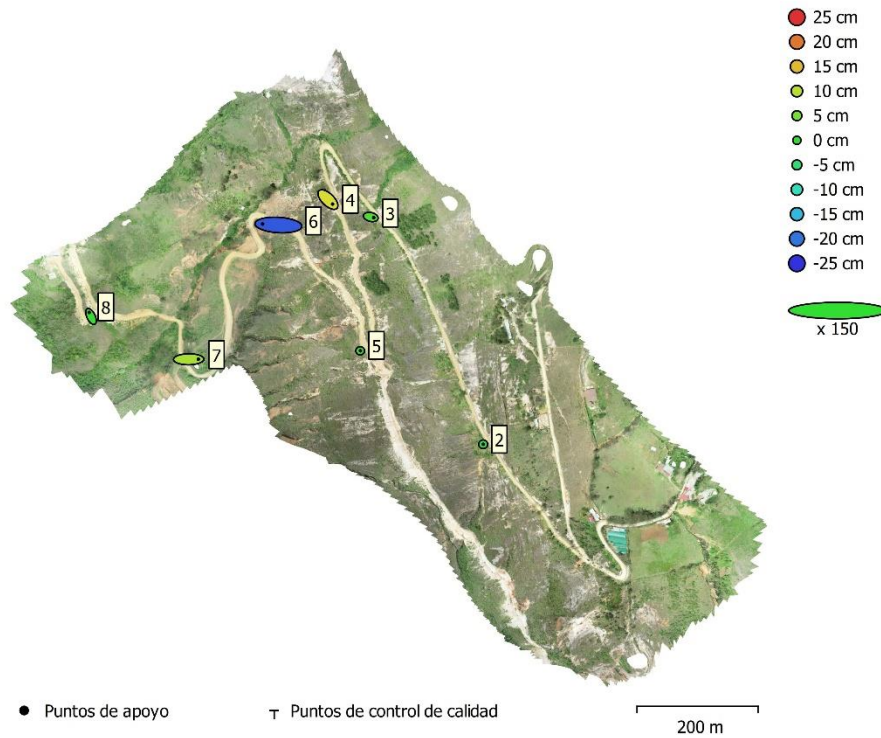 25 cm
20 cm
15 cm
10 cm
5 cm
0 cm
-5 cm
-10 cm
-15 cm
-20 cm
-25 cm
x 150
4
3
6
8
5
7
2
Puntos de apoyo
Puntos de control de calidad
200 m